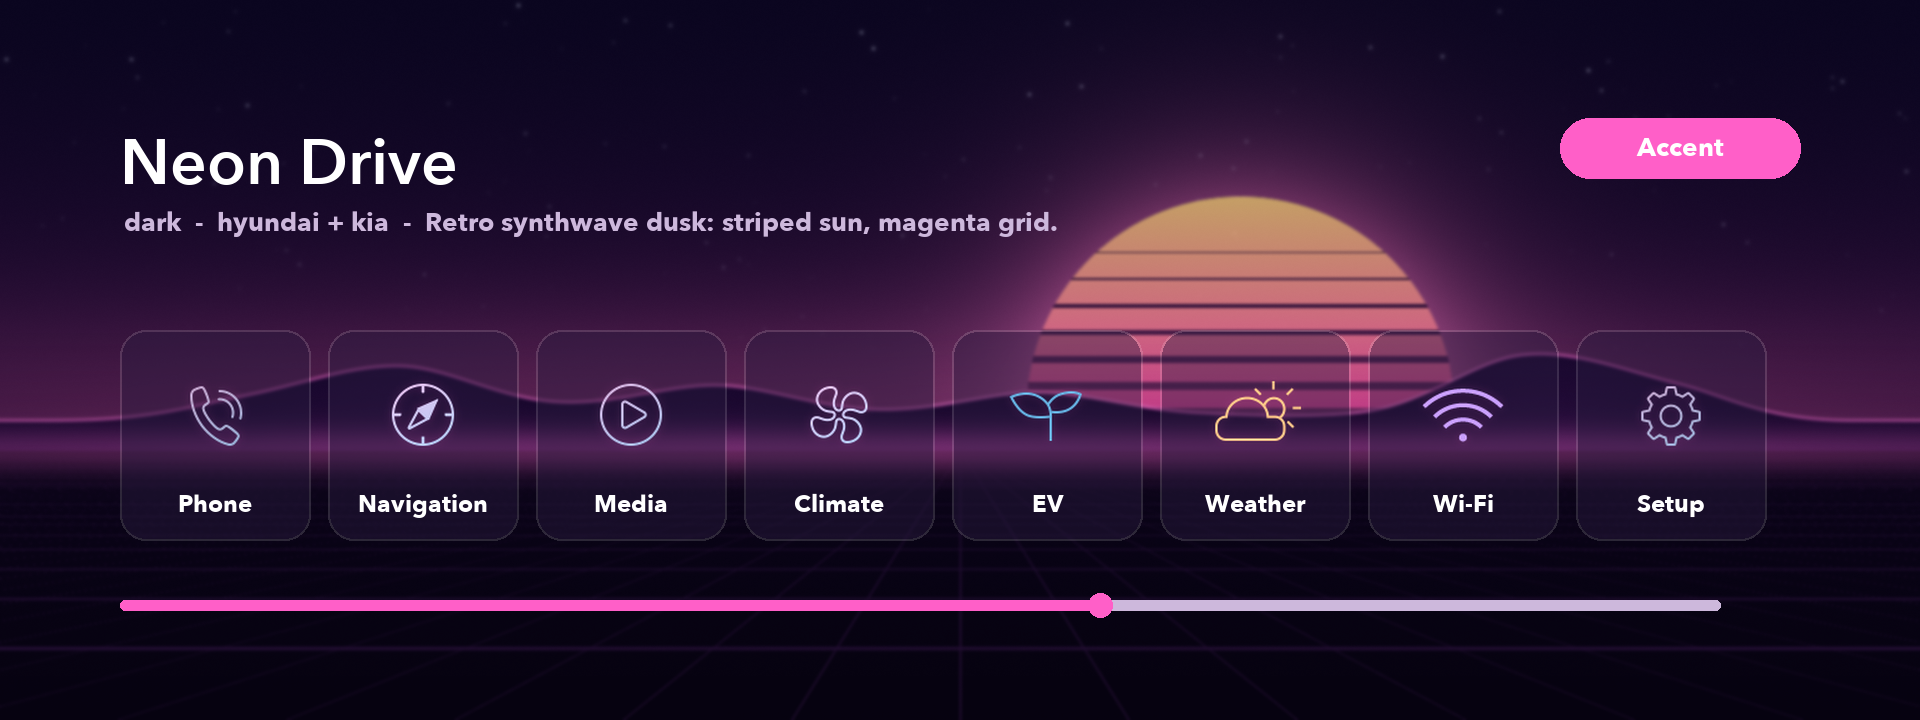 Neon Drive
Accent
dark - hyundai + kia - Retro synthwave dusk: striped sun, magenta grid.
Phone
Navigation
Media
Climate
EV
Weather
Wi-Fi
Setup